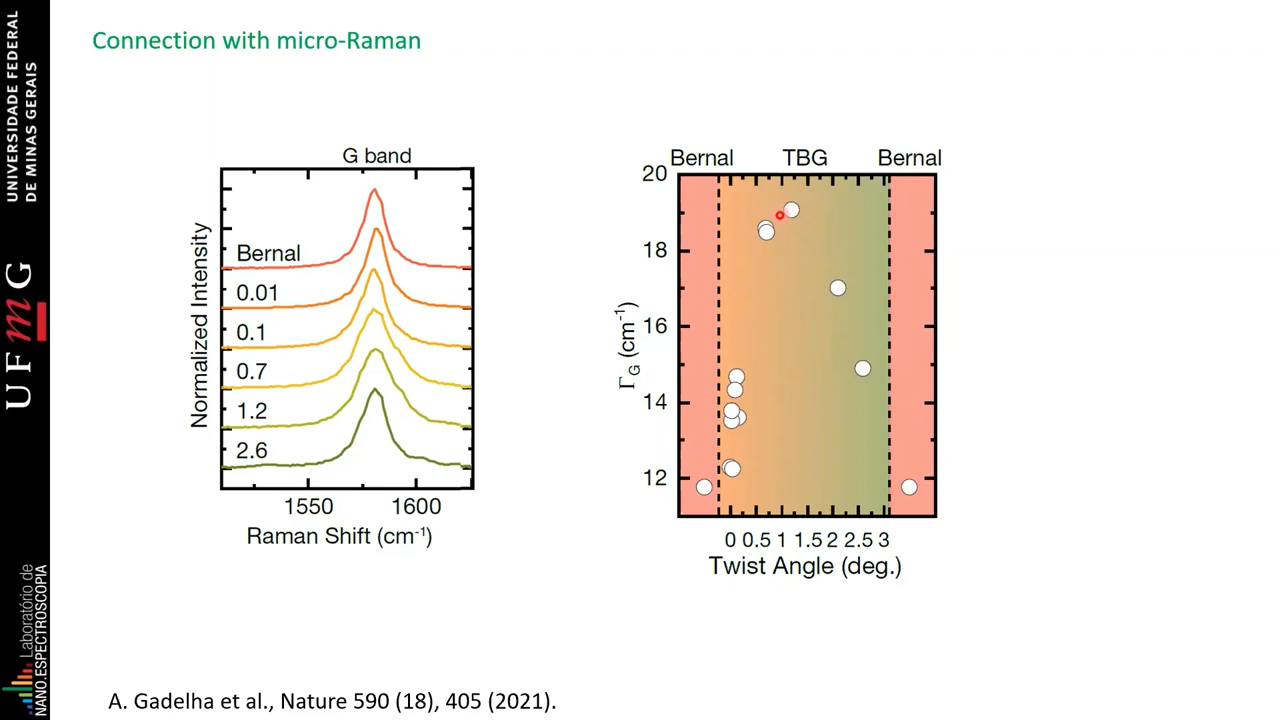 Connection with micro-Raman
UNIVERSIDADE FEDERAL
DE MINAS GERAIS
UFmG
Laboratório de
NANO.ESPECTROSCOPIA
G band
Normalized Intensity
Bernal
0.01
0.1
0.7
1.2
2.6
1550 1600
Raman Shift (cm⁻¹)
Bernal TBG Bernal
20
18
16
14
12
Γ_G (cm⁻¹)
0 0.5 1 1.5 2 2.5 3
Twist Angle (deg.)
A. Gadelha et al., Nature 590 (18), 405 (2021).